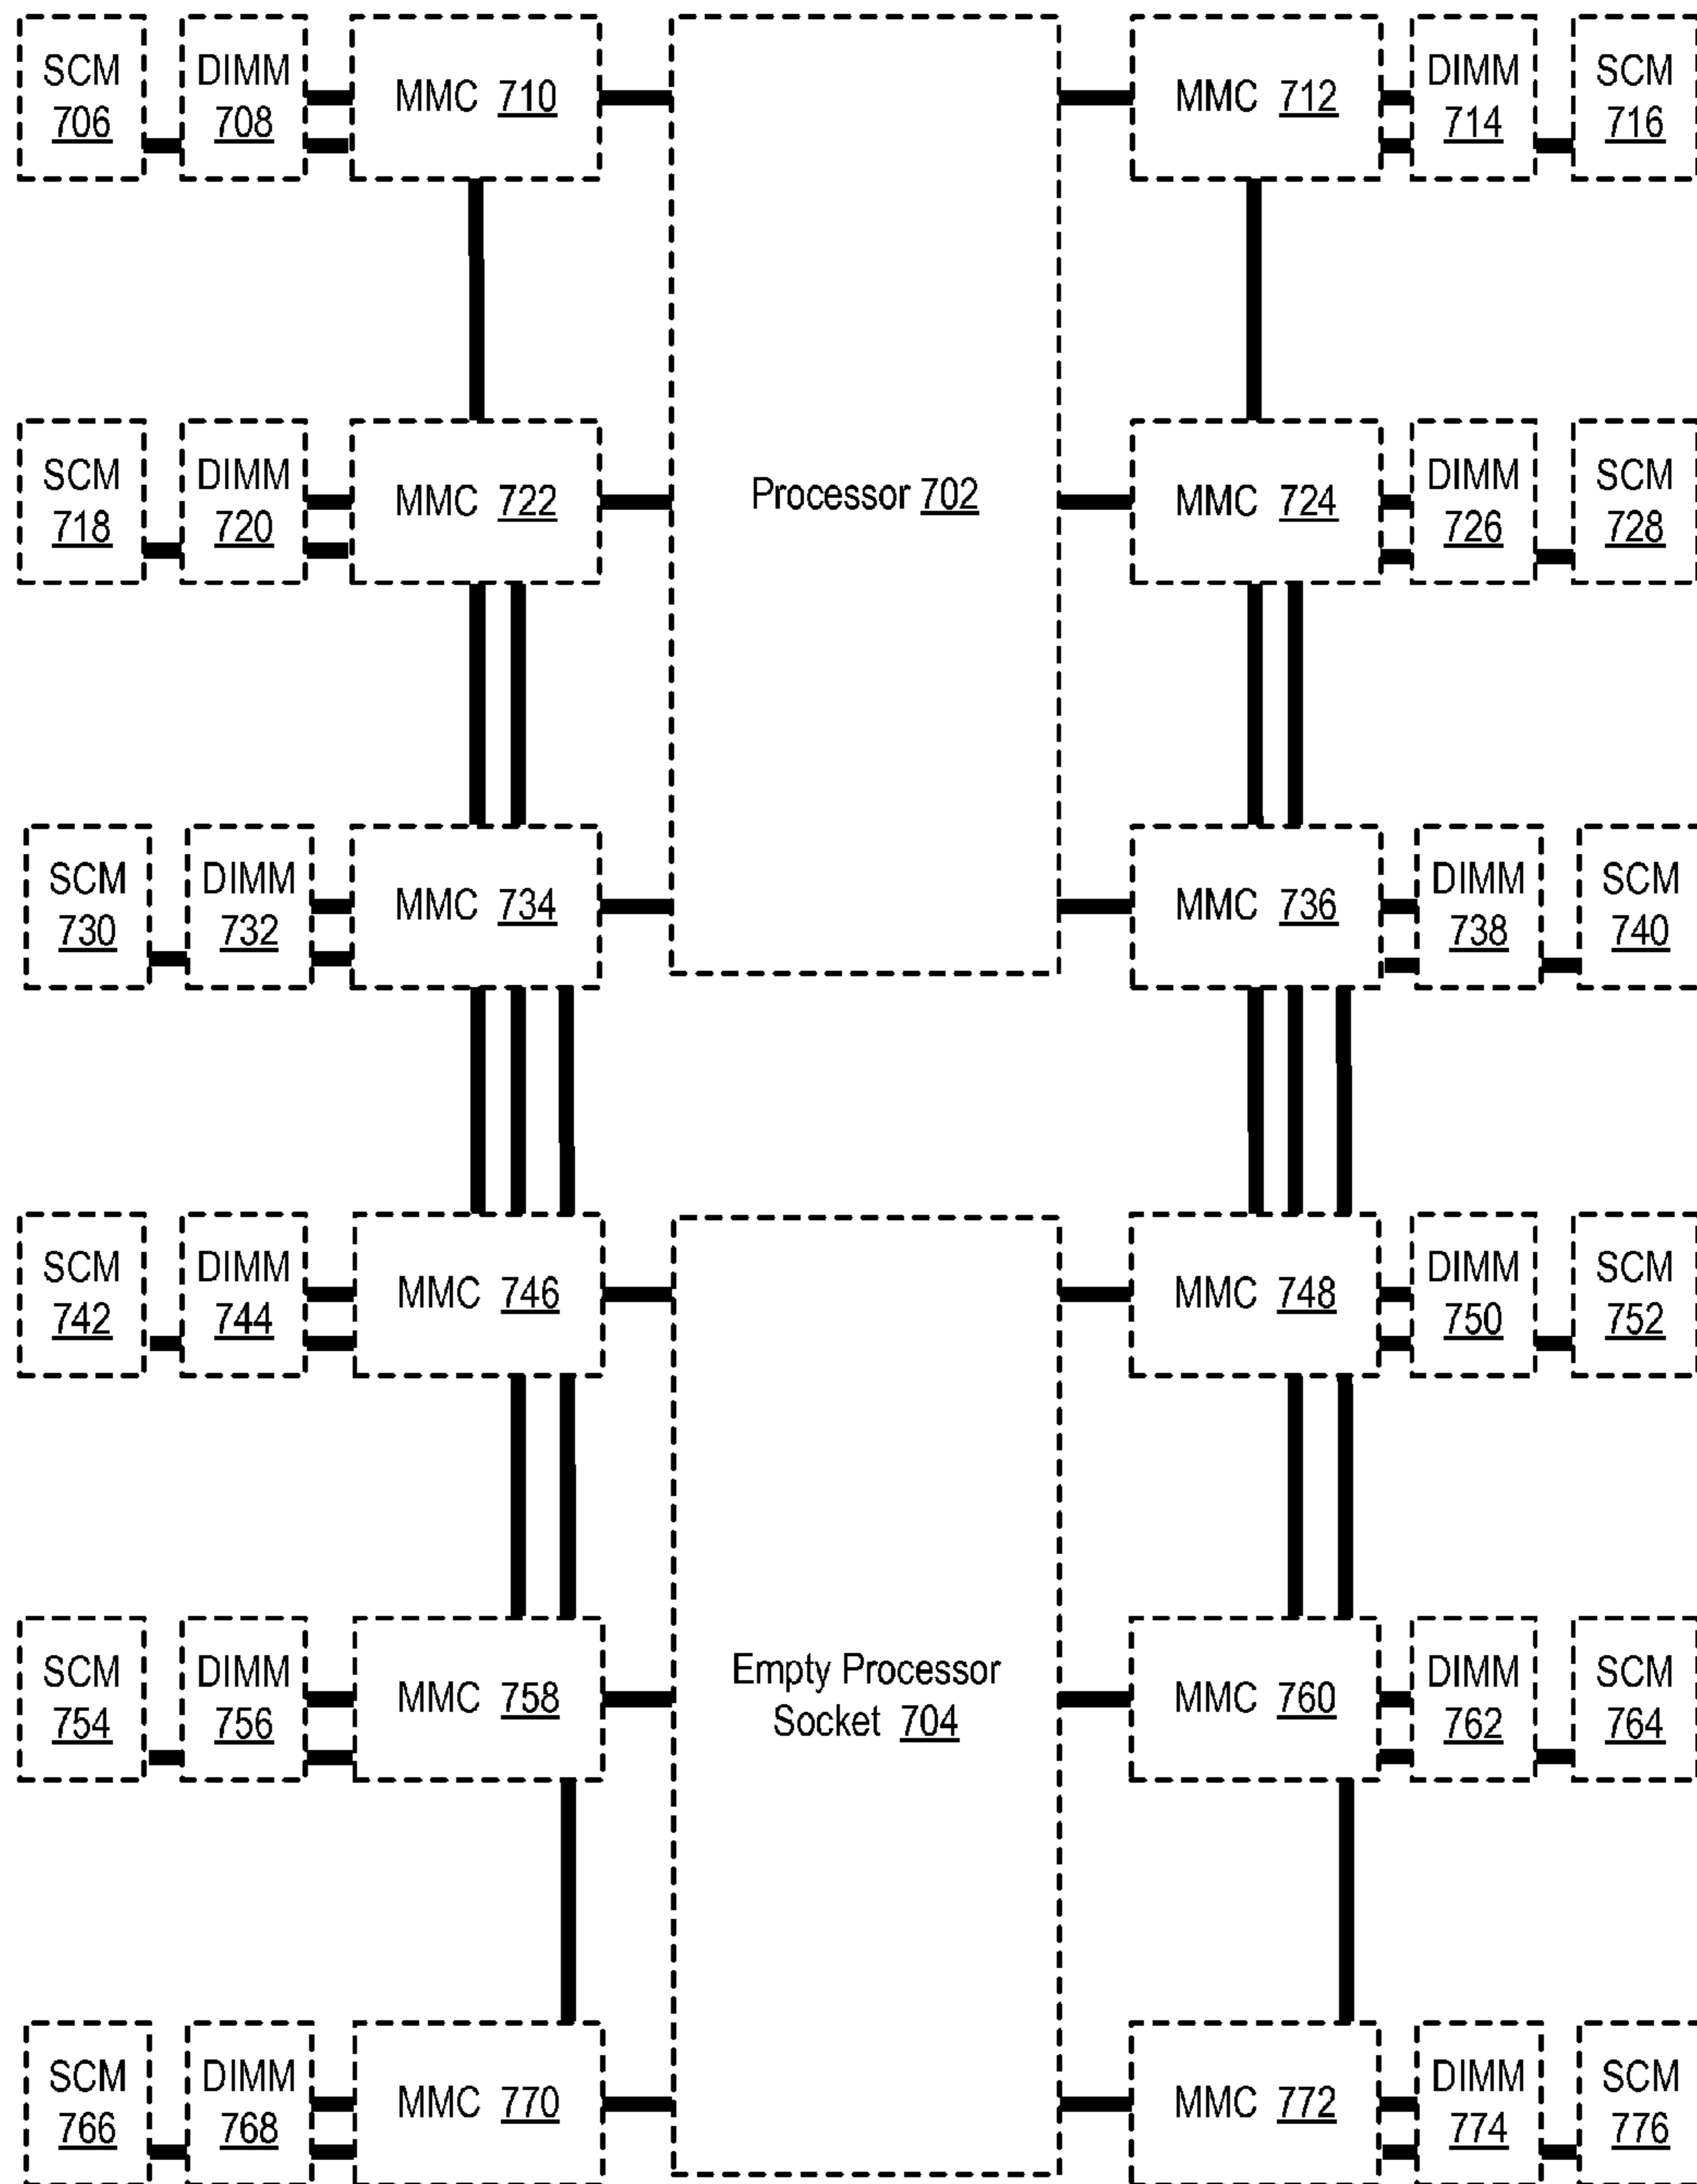 SCM
706
DIMM
708
MMC 710
MMC 712
DIMM
714
SCM
716
SCM
718
DIMM
720
MMC 722
Processor 702
MMC 724
DIMM
726
SCM
728
SCM
730
DIMM
732
MMC 734
MMC 736
DIMM
738
SCM
740
SCM
742
DIMM
744
MMC 746
MMC 748
DIMM
750
SCM
752
SCM
754
DIMM
756
MMC 758
Empty Processor
Socket 704
MMC 760
DIMM
762
SCM
764
SCM
766
DIMM
768
MMC 770
MMC 772
DIMM
774
SCM
776